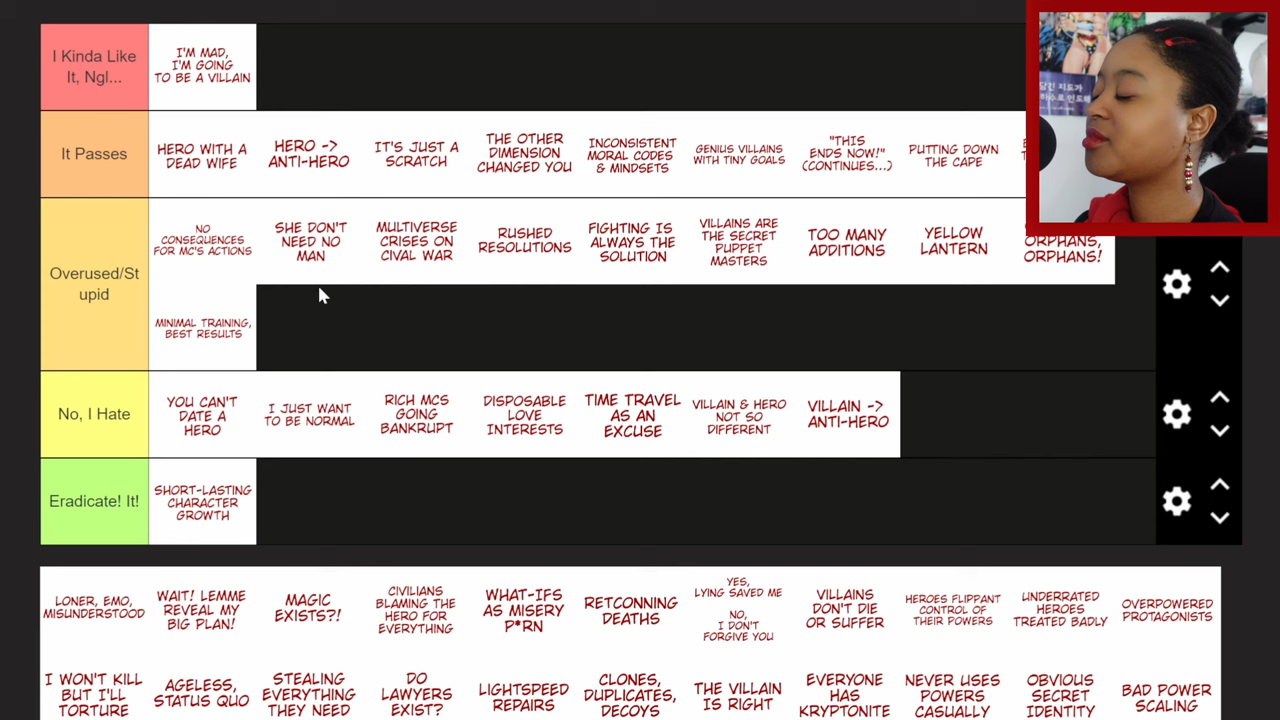 I Kinda Like
It, Ngl...
I'M MAD,
I'M GOING
TO BE A VILLAIN
It Passes
HERO WITH A
DEAD WIFE
HERO ->
ANTI-HERO
IT'S JUST A
SCRATCH
THE OTHER
DIMENSION
CHANGED YOU
INCONSISTENT
MORAL CODES
& MINDSETS
GENIUS VILLAINS
WITH TINY GOALS
"THIS
ENDS NOW!"
(CONTINUES...)
PUTTING DOWN
THE CAPE
Overused/St
upid
NO
CONSEQUENCES
FOR MC'S ACTIONS
SHE DON'T
NEED NO
MAN
MULTIVERSE
CRISES ON
CIVAL WAR
RUSHED
RESOLUTIONS
FIGHTING IS
ALWAYS THE
SOLUTION
VILLAINS ARE
THE SECRET
PUPPET
MASTERS
TOO MANY
ADDITIONS
YELLOW
LANTERN
ORPHANS,
ORPHANS!
MINIMAL TRAINING,
BEST RESULTS
No, I Hate
YOU CAN'T
DATE A
HERO
I JUST WANT
TO BE NORMAL
RICH MCS
GOING
BANKRUPT
DISPOSABLE
LOVE
INTERESTS
TIME TRAVEL
AS AN
EXCUSE
VILLAIN & HERO
NOT SO
DIFFERENT
VILLAIN ->
ANTI-HERO
Eradicate! It!
SHORT-LASTING
CHARACTER
GROWTH
LONER, EMO,
MISUNDERSTOOD
WAIT! LEMME
REVEAL MY
BIG PLAN!
MAGIC
EXISTS?!
CIVILIANS
BLAMING THE
HERO FOR
EVERYTHING
WHAT-IFS
AS MISERY
P*RN
RETCONNING
DEATHS
YES,
LYING SAVED ME
NO,
I DON'T
FORGIVE YOU
VILLAINS
DON'T DIE
OR SUFFER
HEROES FLIPPANT
CONTROL OF
THEIR POWERS
UNDERRATED
HEROES
TREATED BADLY
OVERPOWERED
PROTAGONISTS
I WON'T KILL
BUT I'LL
TORTURE
AGELESS,
STATUS QUO
STEALING
EVERYTHING
THEY NEED
DO
LAWYERS
EXIST?
LIGHTSPEED
REPAIRS
CLONES,
DUPLICATES,
DECOYS
THE VILLAIN
IS RIGHT
EVERYONE
HAS
KRYPTONITE
NEVER USES
POWERS
CASUALLY
OBVIOUS
SECRET
IDENTITY
BAD POWER
SCALING